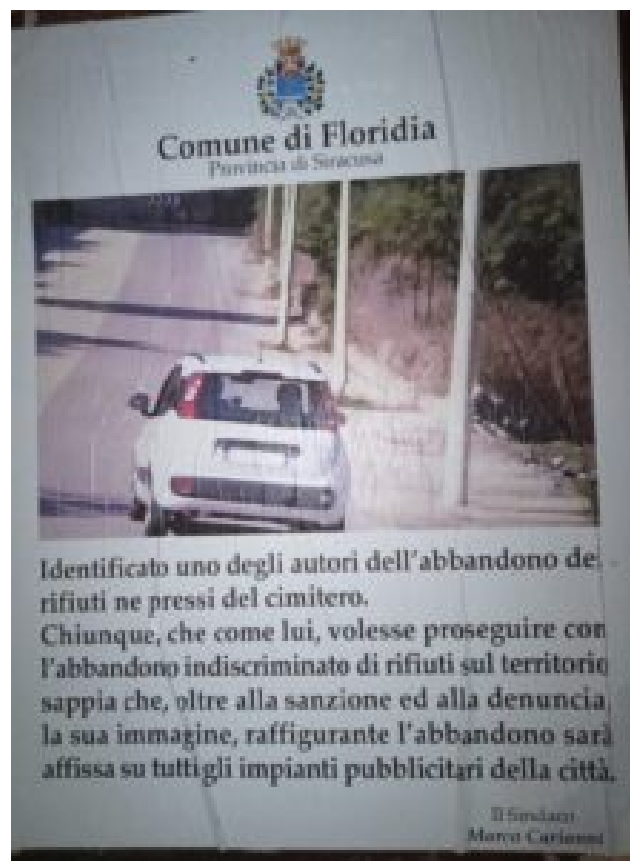 Comune di Floridia
Provincia di Siracusa
Identificato uno degli autori dell'abbandono de
rifiuti ne pressi del cimitero.
Chiunque, che come lui, volesse proseguire con
l'abbandono indiscriminato di rifiuti sul territorio
sappia che, oltre alla sanzione ed alla denuncia,
la sua immagine, raffigurante l'abbandono sarà
affissa su tutti gli impianti pubblicitari della città.
Il Sindaco
Marco Carianni